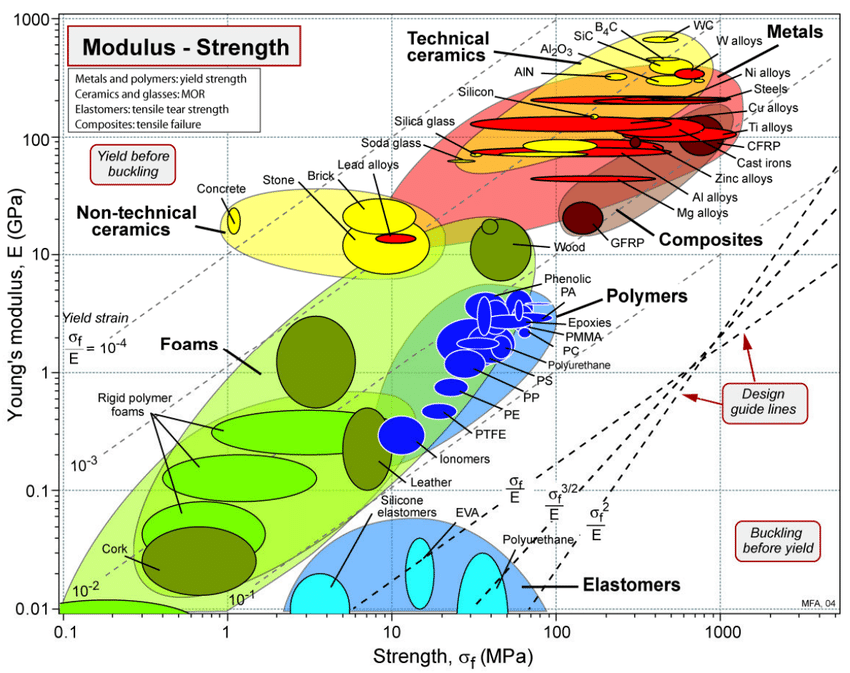 Modulus - Strength
Metals and polymers: yield strength
Ceramics and glasses: MOR
Elastomers: tensile tear strength
Composites: tensile failure
Yield before
buckling
Technical
ceramics
B4C
SiC
Al2O3
AlN
Silicon
Silica glass
Soda glass
Lead alloys
Brick
Stone
Concrete
Non-technical
ceramics
WC
W alloys
Metals
Ni alloys
Steels
Cu alloys
Ti alloys
CFRP
Cast irons
Zinc alloys
Al alloys
Mg alloys
Composites
GFRP
Wood
Phenolic
PA
Polymers
Epoxies
PMMA
PC
Polyurethane
PS
PP
PE
PTFE
Ionomers
Leather
Yield strain
σf
E
= 10-4
Foams
Rigid polymer
foams
10-3
Cork
10-2
10-1
Silicone
elastomers
EVA
Polyurethane
Elastomers
σf
E
σf3/2
E
σf2
E
Design
guide lines
Buckling
before yield
MFA, 04
1000
100
10
1
0.1
0.01
Young's modulus, E (GPa)
0.1
1
10
100
1000
Strength, σf (MPa)